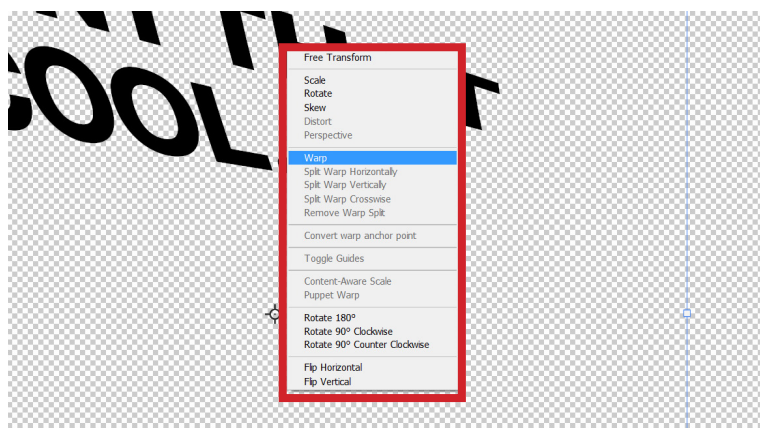 COOL
Free Transform
Scale
Rotate
Skew
Distort
Perspective
Warp
Split Warp Horizontally
Split Warp Vertically
Split Warp Crosswise
Remove Warp Split
Convert warp anchor point
Toggle Guides
Content-Aware Scale
Puppet Warp
Rotate 180°
Rotate 90° Clockwise
Rotate 90° Counter Clockwise
Flip Horizontal
Flip Vertical